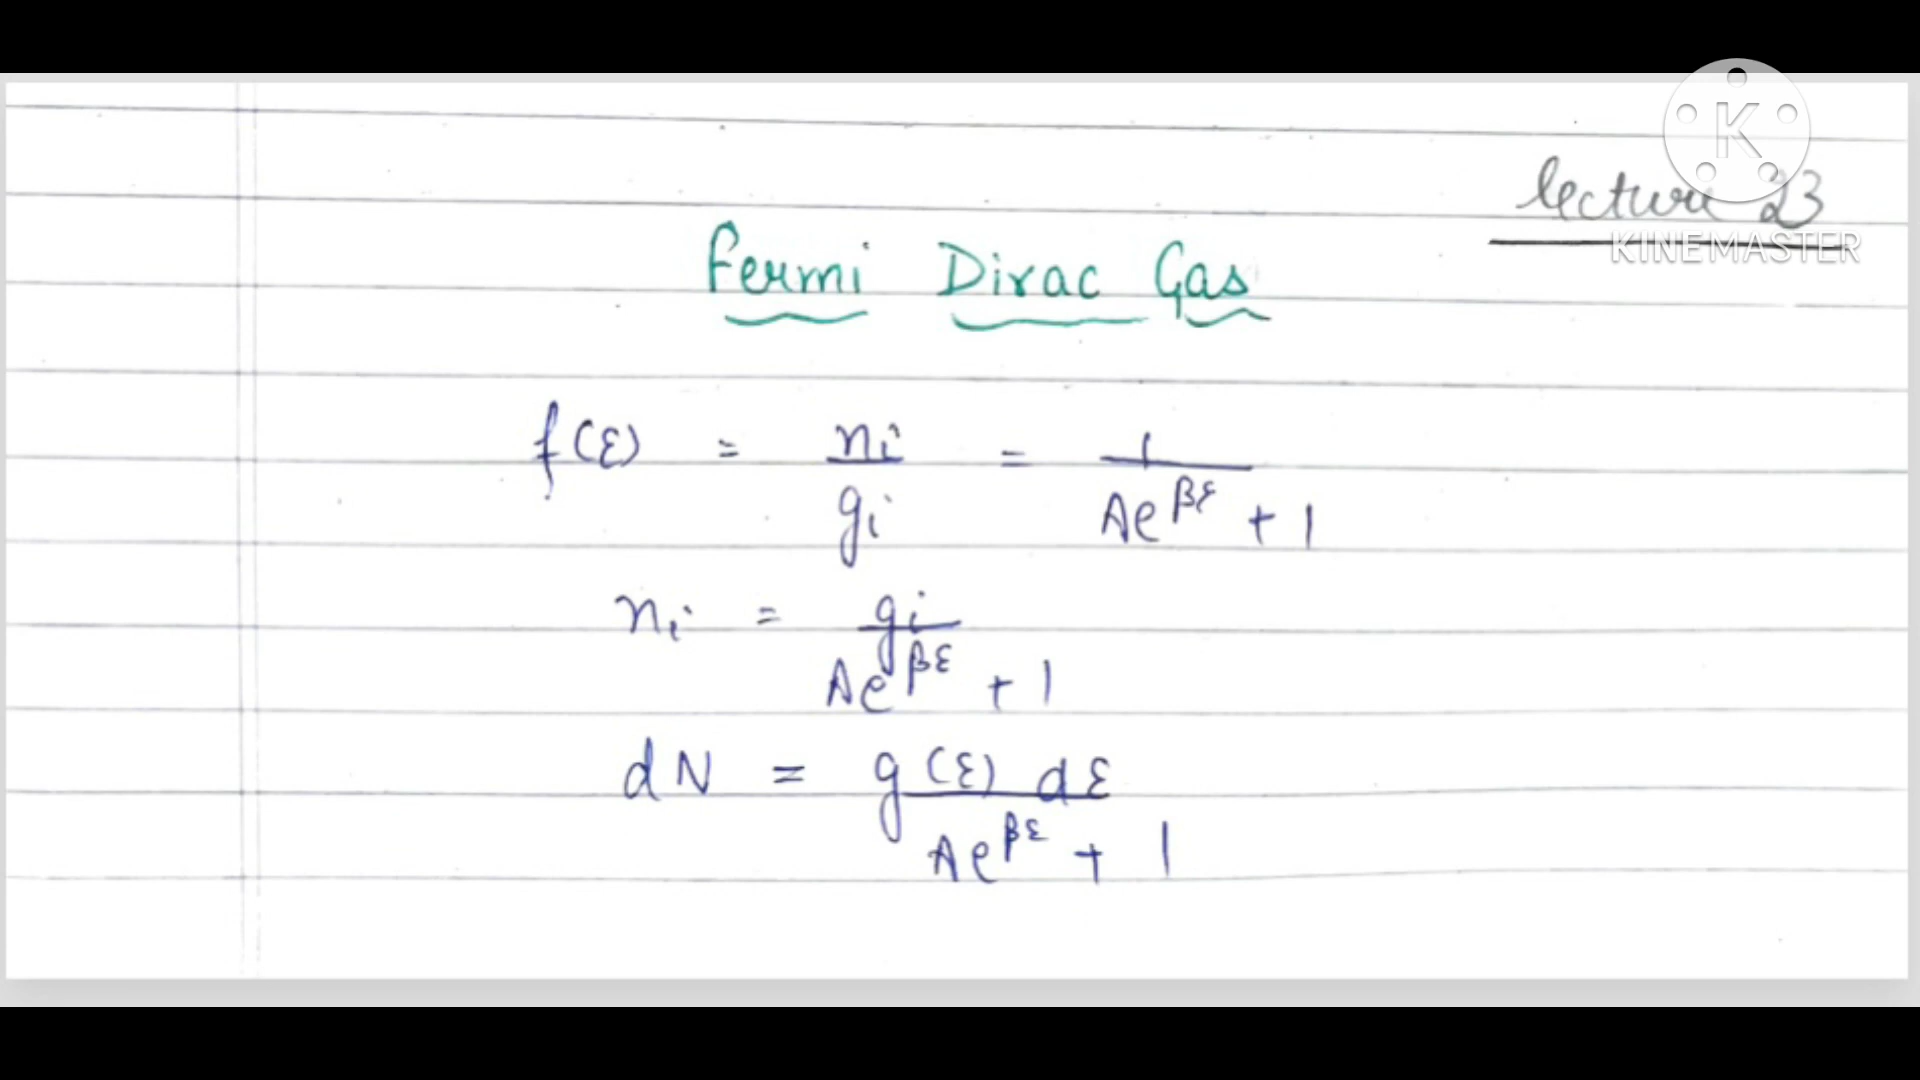 K
lecture 23
KINEMASTER
Fermi Dirac Gas
f(ε) = ni/gi = 1/(Ae^βε + 1)
ni = gi/(Ae^βε + 1)
dN = g(ε) dε/(Ae^βε + 1)